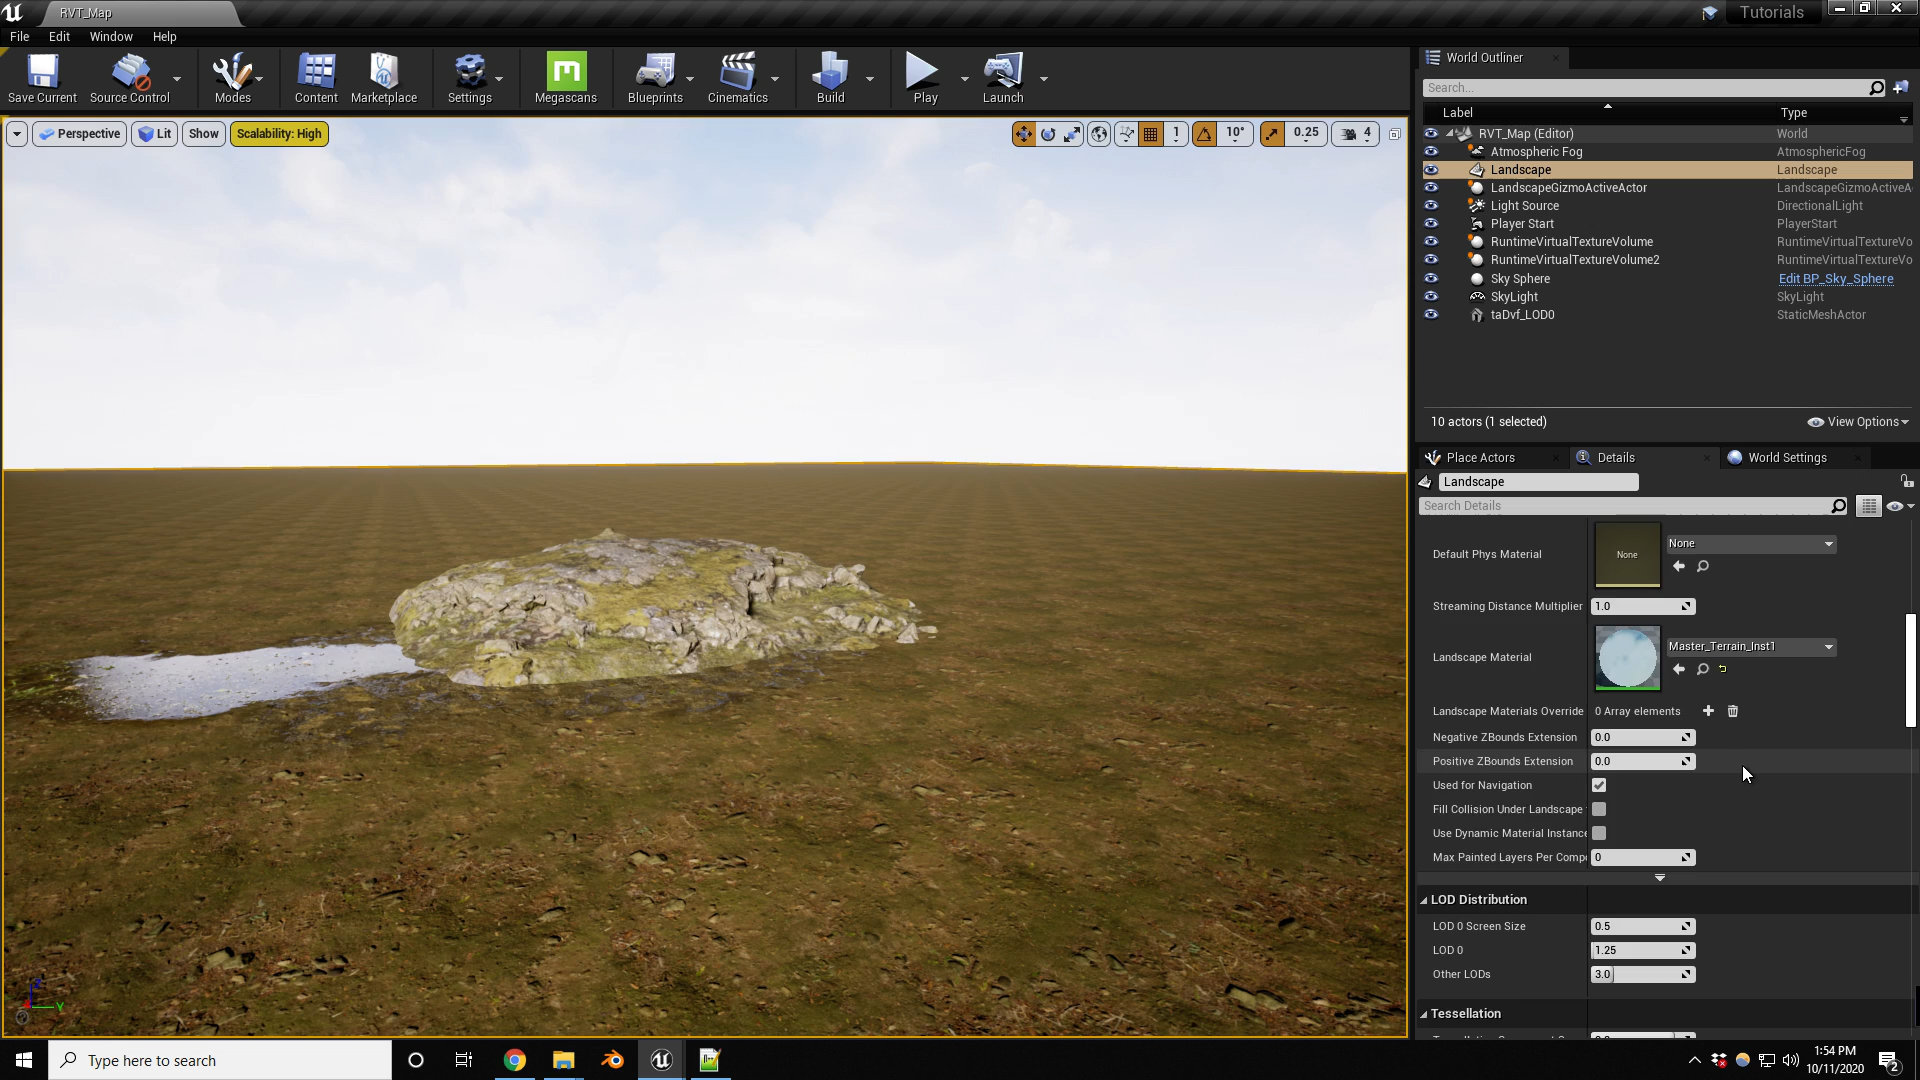 RVT_Map
Tutorials
File Edit Window Help
Save Current Source Control Modes Content Marketplace Settings Megascans Blueprints Cinematics Build Play Launch
Perspective Lit Show Scalability: High
1 10° 0.25 4
World Outliner
Search...
Label Type
RVT_Map (Editor) World
Atmospheric Fog AtmosphericFog
Landscape Landscape
LandscapeGizmoActiveActor LandscapeGizmoActiveA
Light Source DirectionalLight
Player Start PlayerStart
RuntimeVirtualTextureVolume RuntimeVirtualTextureVo
RuntimeVirtualTextureVolume2 RuntimeVirtualTextureVo
Sky Sphere Edit BP_Sky_Sphere
SkyLight SkyLight
taDvf_LOD0 StaticMeshActor
10 actors (1 selected) View Options
Place Actors Details World Settings
Landscape
Search Details
Default Phys Material None None
Streaming Distance Multiplier 1.0
Landscape Material Master_Terrain_Inst1
Landscape Materials Override 0 Array elements
Negative ZBounds Extension 0.0
Positive ZBounds Extension 0.0
Used for Navigation
Fill Collision Under Landscape
Use Dynamic Material Instance
Max Painted Layers Per Comp 0
LOD Distribution
LOD 0 Screen Size 0.5
LOD 0 1.25
Other LODs 3.0
Tessellation
Z
Y
Type here to search
1:54 PM
10/11/2020
2